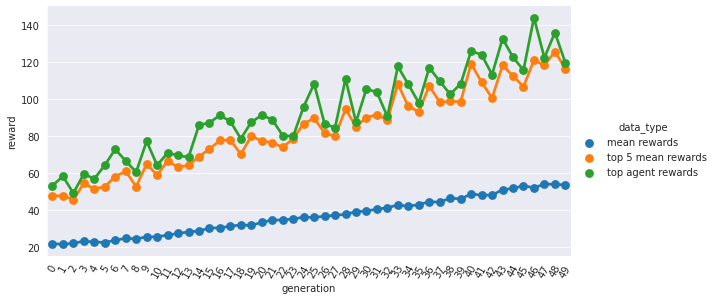 140
120
100
80
60
40
20
reward
0 1 2 3 4 5 6 7 8 9 10 11 12 13 14 15 16 17 18 19 20 21 22 23 24 25 26 27 28 29 30 31 32 33 34 35 36 37 38 39 40 41 42 43 44 45 46 47 48 49
generation
data_type
mean rewards
top 5 mean rewards
top agent rewards